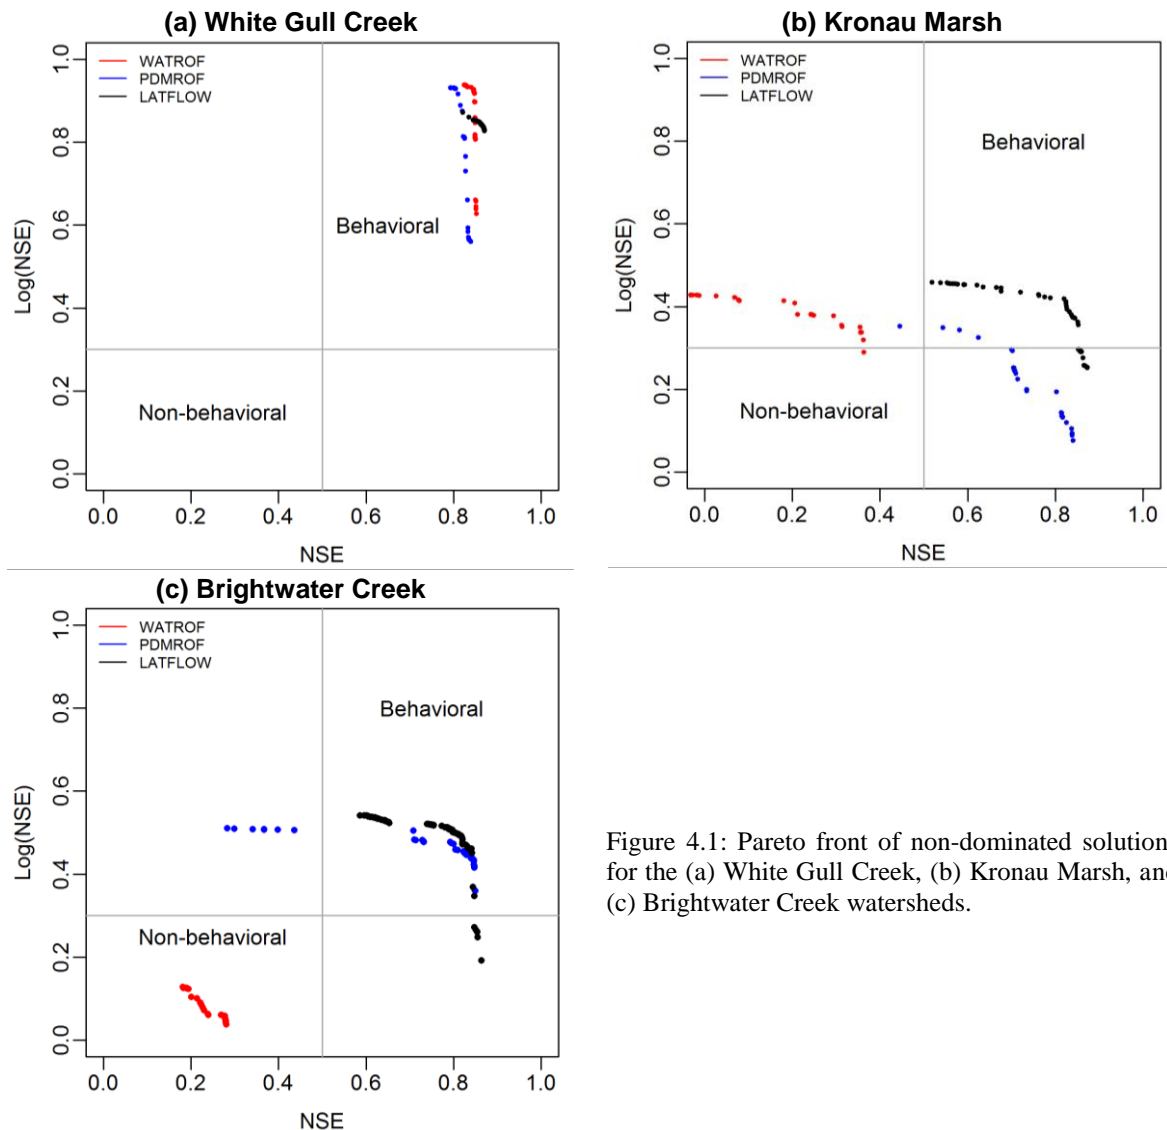 (a) White Gull Creek
WATROF
PDMROF
LATFLOW
Behavioral
Non-behavioral
Log(NSE)
0.0 0.2 0.4 0.6 0.8 1.0
0.0 0.2 0.4 0.6 0.8 1.0
NSE
(b) Kronau Marsh
WATROF
PDMROF
LATFLOW
Behavioral
Non-behavioral
Log(NSE)
0.0 0.2 0.4 0.6 0.8 1.0
0.0 0.2 0.4 0.6 0.8 1.0
NSE
(c) Brightwater Creek
WATROF
PDMROF
LATFLOW
Behavioral
Non-behavioral
Log(NSE)
0.0 0.2 0.4 0.6 0.8 1.0
0.0 0.2 0.4 0.6 0.8 1.0
NSE
Figure 4.1: Pareto front of non-dominated solution
for the (a) White Gull Creek, (b) Kronau Marsh, and
(c) Brightwater Creek watersheds.